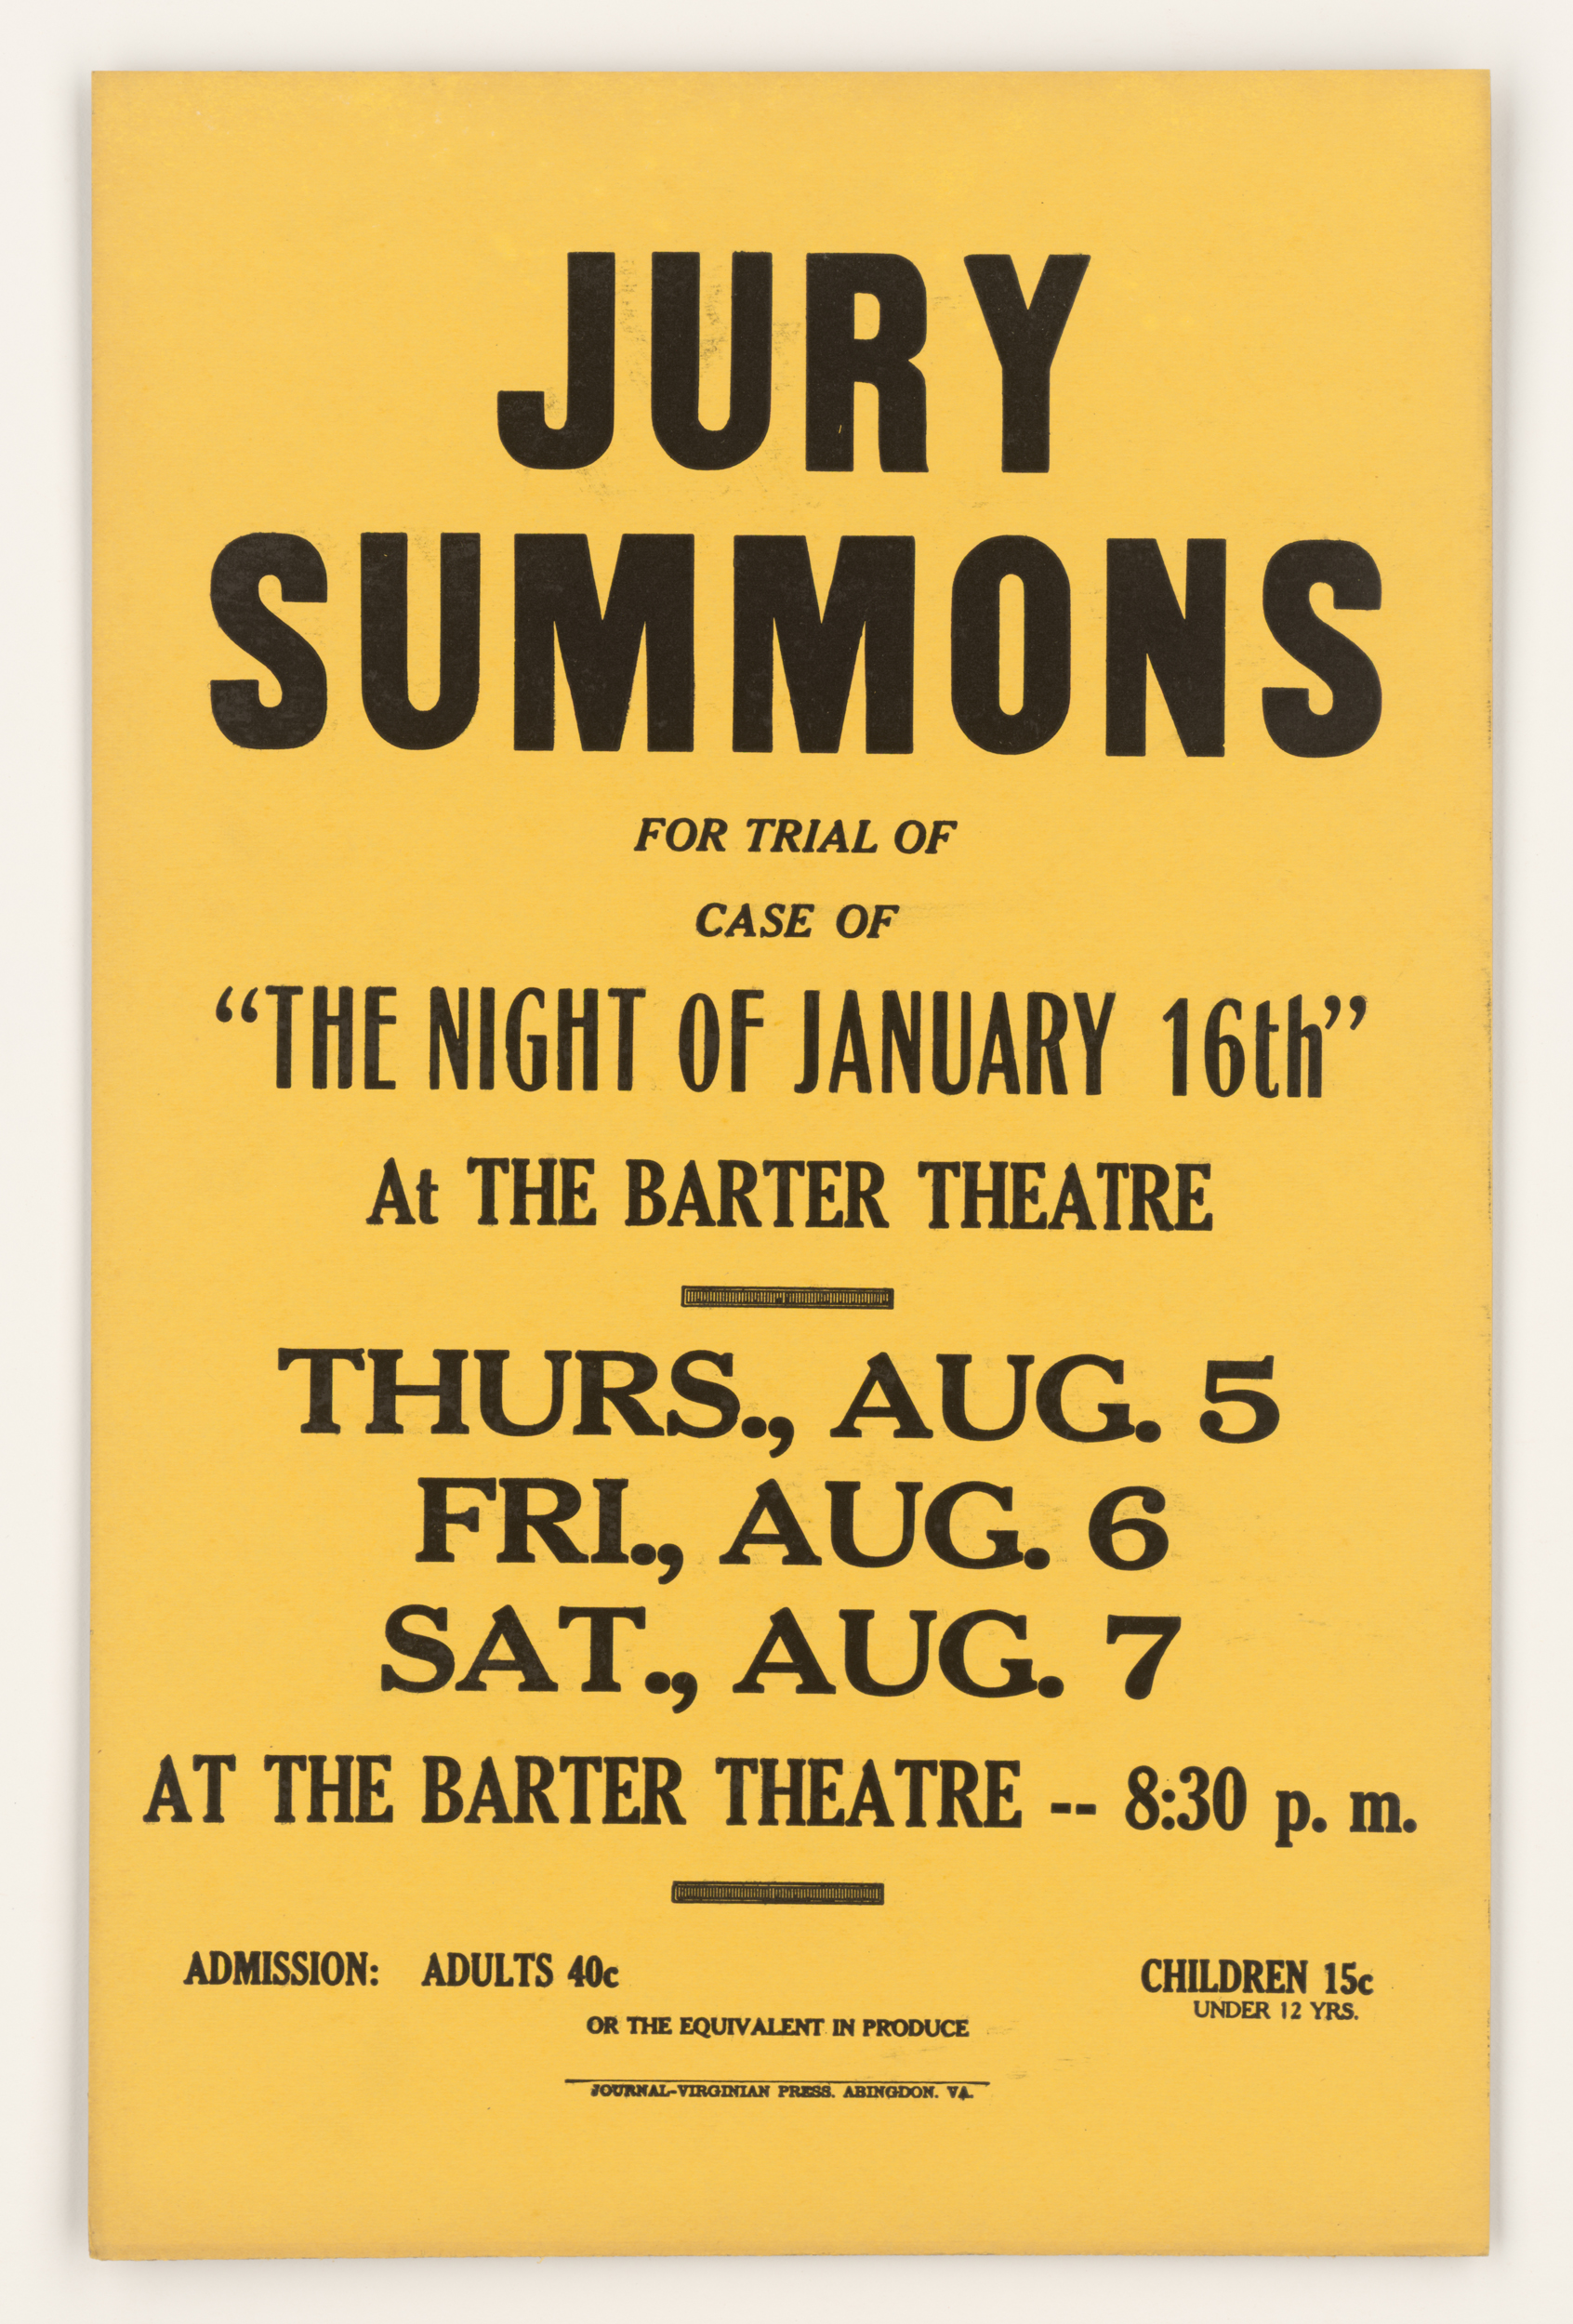 JURY
SUMMONS
FOR TRIAL OF
CASE OF
“THE NIGHT OF JANUARY 16th”
At THE BARTER THEATRE
THURS., AUG. 5
FRI., AUG. 6
SAT., AUG. 7
AT THE BARTER THEATRE -- 8:30 p. m.
ADMISSION: ADULTS 40c CHILDREN 15c
UNDER 12 YRS.
OR THE EQUIVALENT IN PRODUCE
JOURNAL-VIRGINIAN PRESS. ABINGDON. VA.